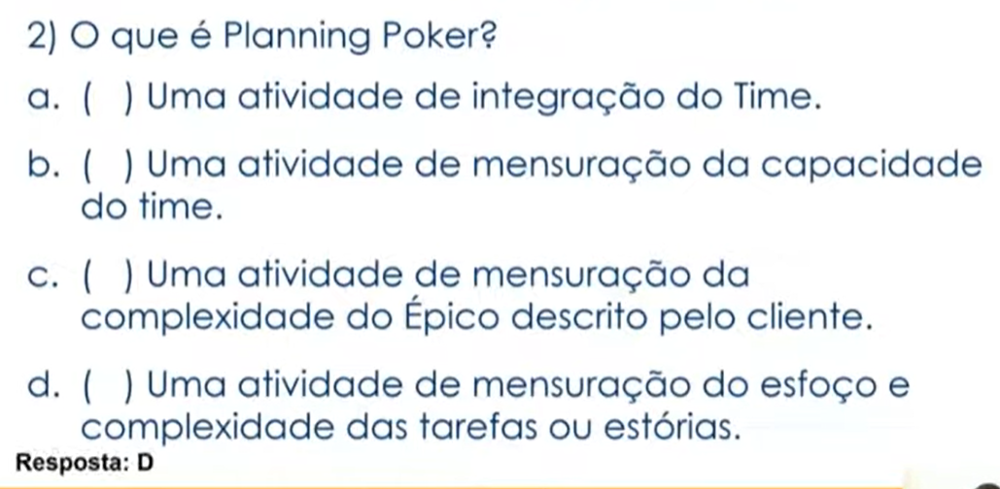 2) O que é Planning Poker?
a. (   ) Uma atividade de integração do Time.
b. (   ) Uma atividade de mensuração da capacidade
do time.
c. (   ) Uma atividade de mensuração da
complexidade do Épico descrito pelo cliente.
d. (   ) Uma atividade de mensuração do esfoço e
complexidade das tarefas ou estórias.
Resposta: D